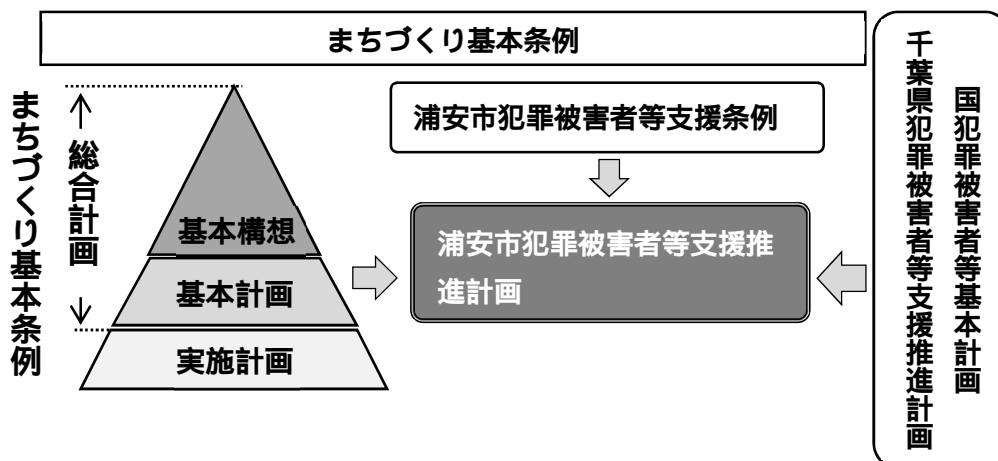 まちづくり基本条例
まちづくり基本条例
総合計画
基本構想
基本計画
実施計画
浦安市犯罪被害者等支援条例
浦安市犯罪被害者等支援推
進計画
国犯罪被害者等基本計画
千葉県犯罪被害者等支援推進計画